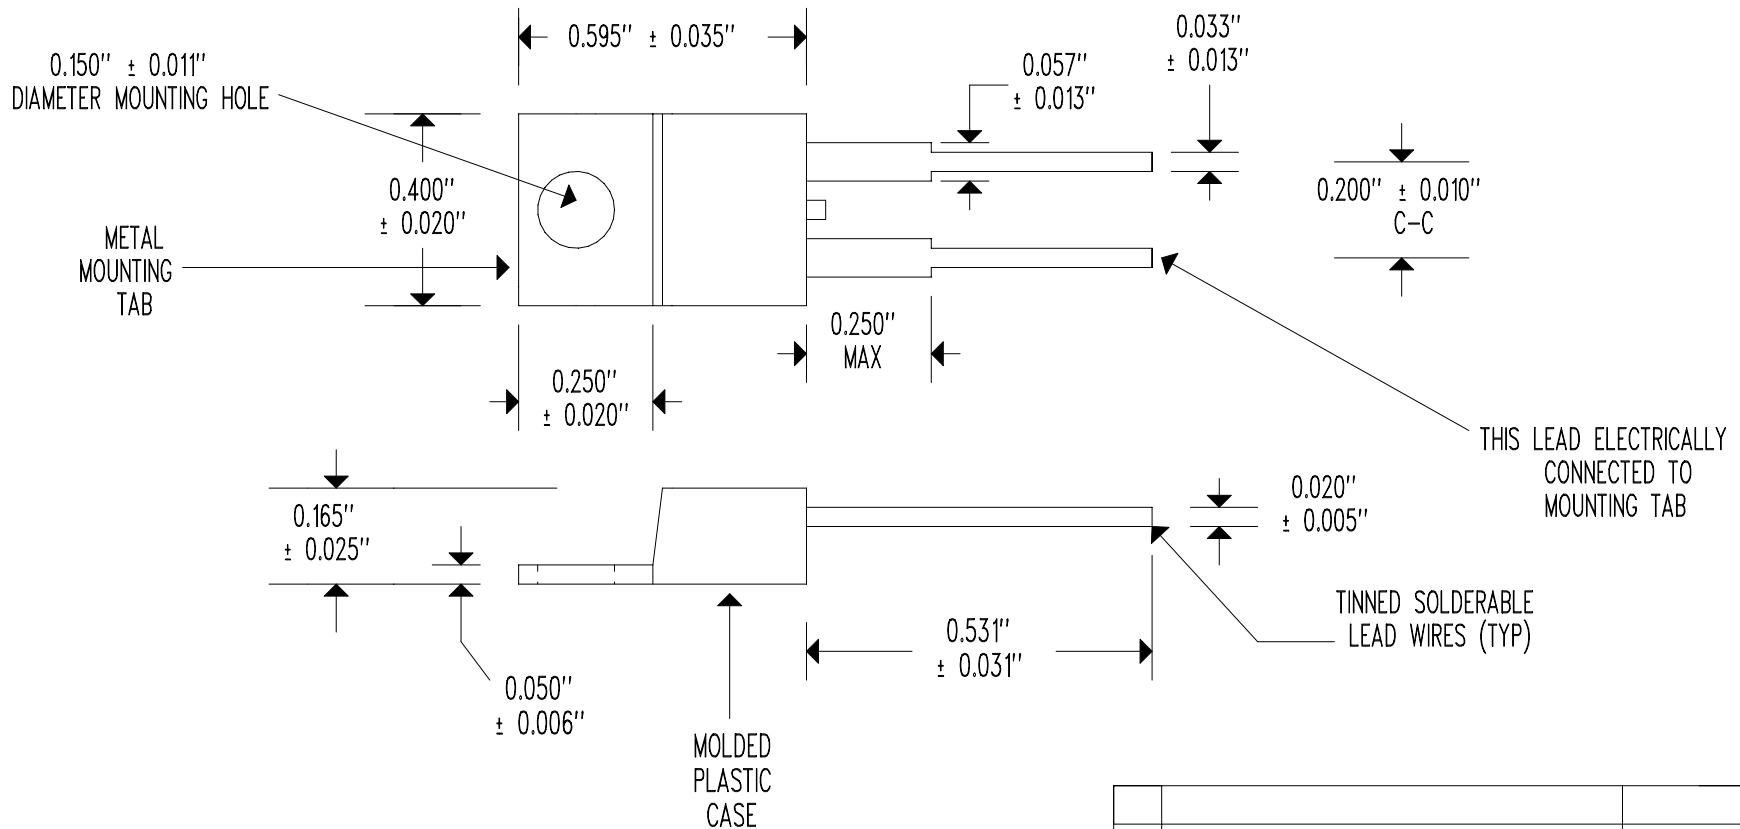 0.595" ± 0.035"
0.033"
± 0.013"
0.150" ± 0.011"
DIAMETER MOUNTING HOLE
0.057"
± 0.013"
0.400"
± 0.020"
0.200" ± 0.010"
C-C
METAL
MOUNTING
TAB
0.250"
MAX
0.250"
± 0.020"
THIS LEAD ELECTRICALLY
CONNECTED TO
MOUNTING TAB
0.165"
± 0.025"
0.020"
± 0.005"
TINNED SOLDERABLE
LEAD WIRES (TYP)
0.531"
± 0.031"
0.050"
± 0.006"
MOLDED
PLASTIC
CASE